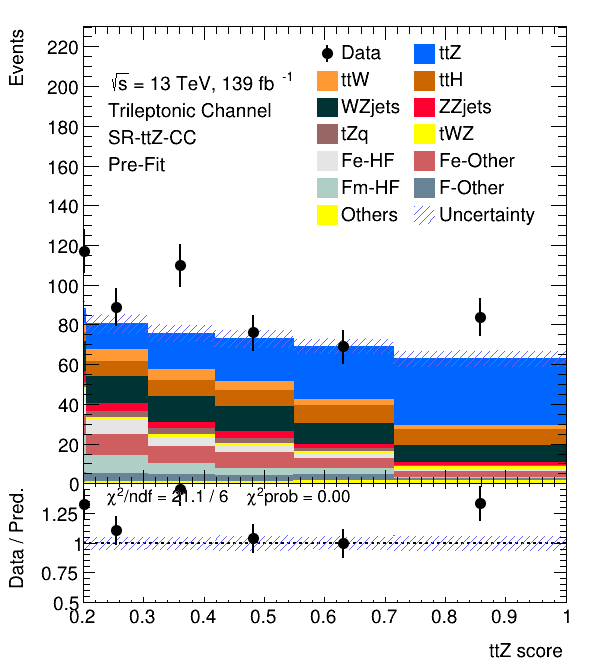 Events
220
200
180
160
140
120
100
80
60
40
20
0
√s = 13 TeV, 139 fb⁻¹
Trileptonic Channel
SR-ttZ-CC
Pre-Fit
Data
ttZ
ttW
ttH
WZjets
ZZjets
tZq
tWZ
Fe-HF
Fe-Other
Fm-HF
F-Other
Others
Uncertainty
Data / Pred.
1.25
1
0.75
0.5
χ²/ndf = 21.1 / 6 χ²prob = 0.00
0.2 0.3 0.4 0.5 0.6 0.7 0.8 0.9 1
ttZ score